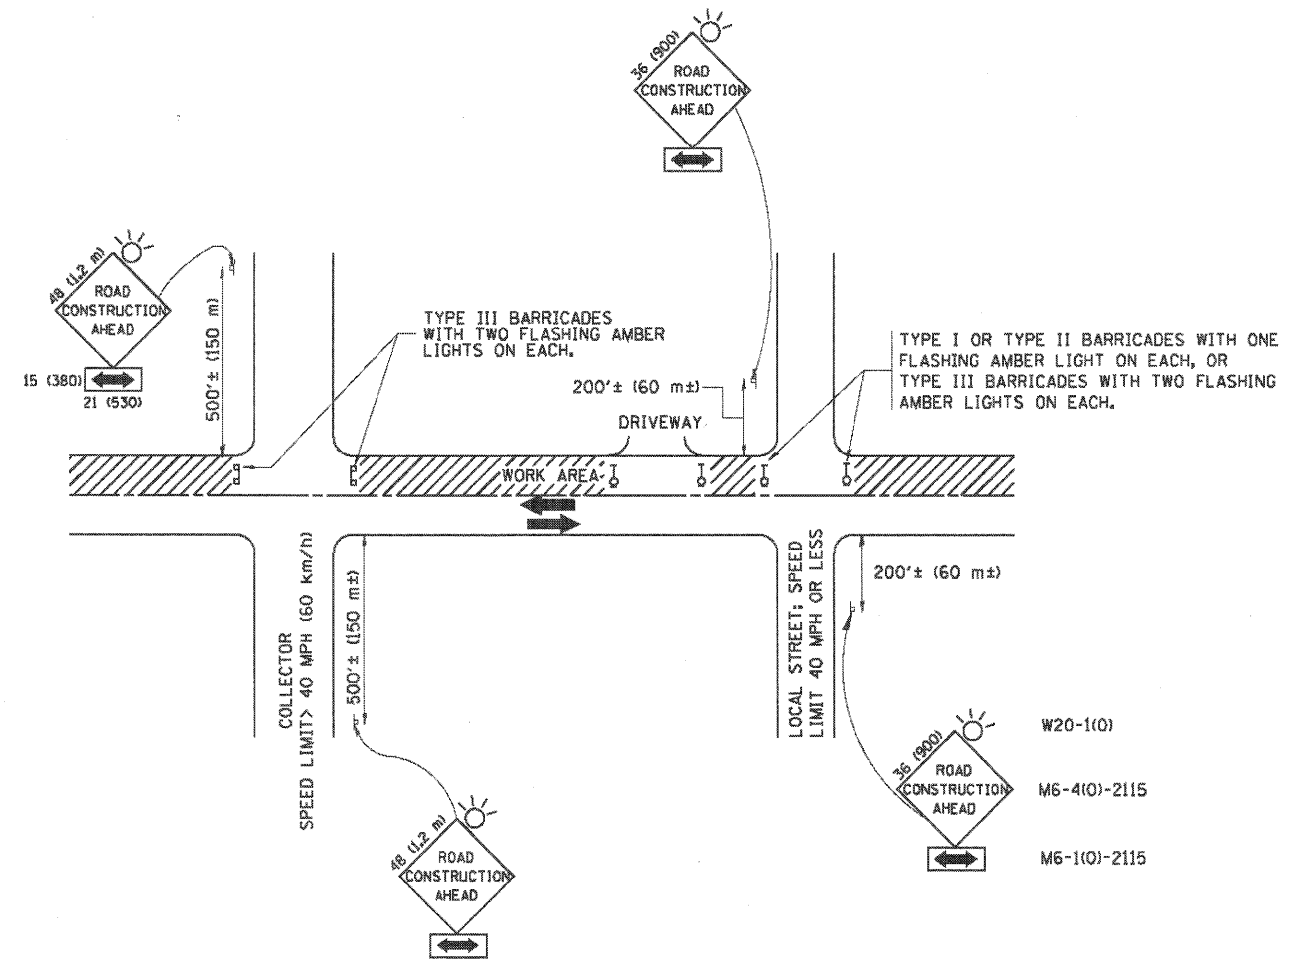 36 (900)
ROAD
CONSTRUCTION
AHEAD
48 (1.2 m)
ROAD
CONSTRUCTION
AHEAD
15 (380)
21 (530)
500'± (150 m)
TYPE III BARRICADES
WITH TWO FLASHING AMBER
LIGHTS ON EACH.
200'± (60 m±)
DRIVEWAY
TYPE I OR TYPE II BARRICADES WITH ONE
FLASHING AMBER LIGHT ON EACH, OR
TYPE III BARRICADES WITH TWO FLASHING
AMBER LIGHTS ON EACH.
WORK AREA
COLLECTOR
SPEED LIMIT> 40 MPH (60 km/h)
500'± (150 m±)
LOCAL STREET; SPEED
LIMIT 40 MPH OR LESS
200'± (60 m±)
48 (1.2 m)
ROAD
CONSTRUCTION
AHEAD
36 (900)
ROAD
CONSTRUCTION
AHEAD
W20-1(O)
M6-4(O)-2115
M6-1(O)-2115